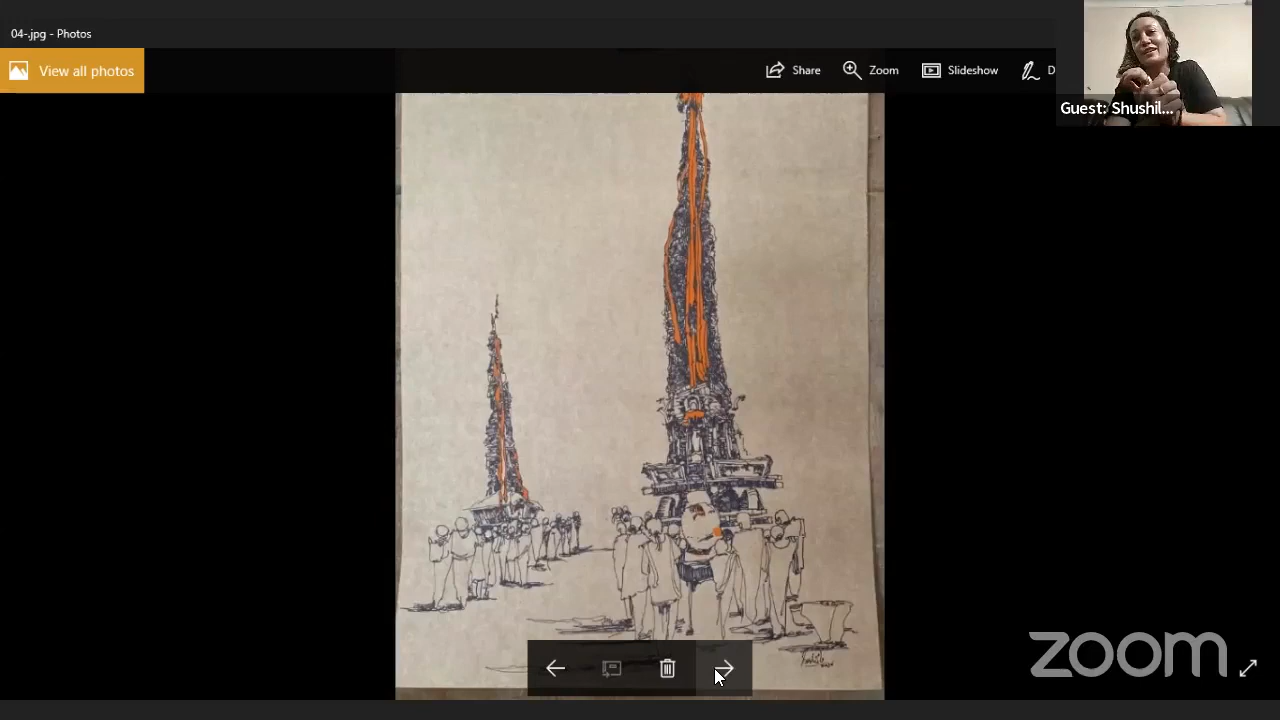 04-.jpg - Photos
View all photos
Share
Zoom
Slideshow
D
Guest: Shushil...
zoom